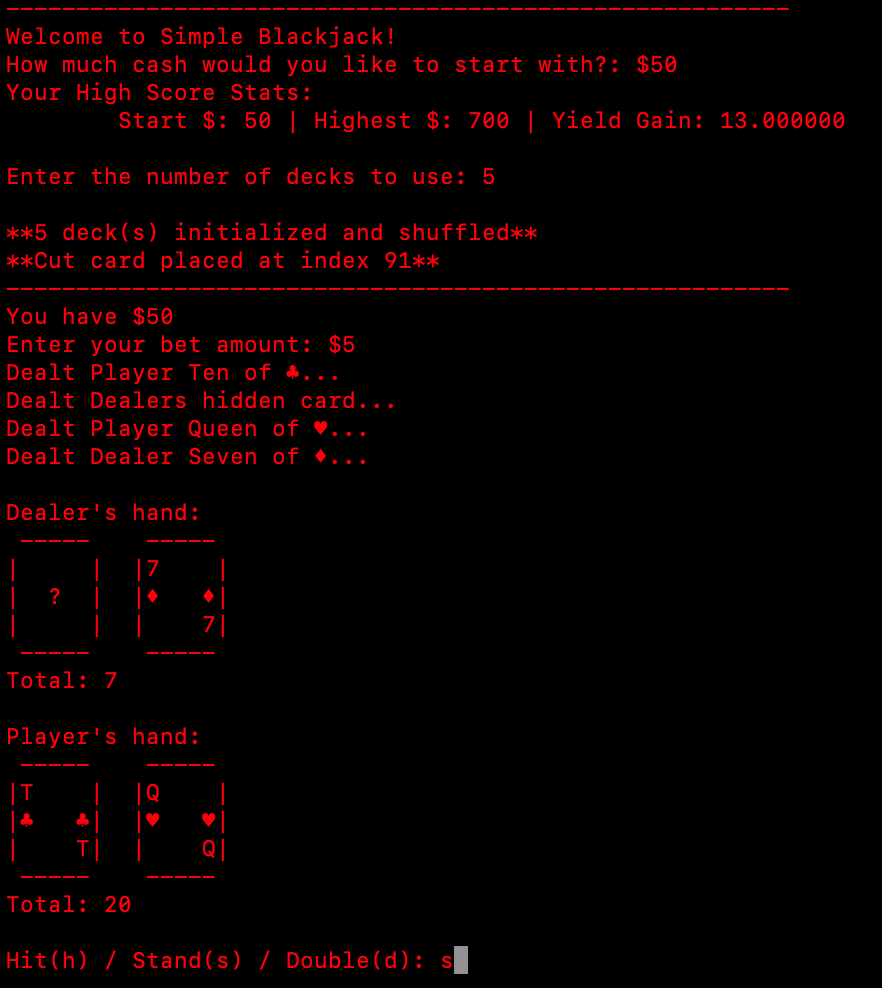 Welcome to Simple Blackjack!
How much cash would you like to start with?: $50
Your High Score Stats:
        Start $: 50 | Highest $: 700 | Yield Gain: 13.000000
Enter the number of decks to use: 5
**5 deck(s) initialized and shuffled**
**Cut card placed at index 91**
You have $50
Enter your bet amount: $5
Dealt Player Ten of ♣...
Dealt Dealers hidden card...
Dealt Player Queen of ♥...
Dealt Dealer Seven of ♦...
Dealer's hand:
 -----    -----
|     |  |7    |
|  ?  |  |♦   ♦|
|     |  |    7|
 -----    -----
Total: 7
Player's hand:
 -----    -----
|T    |  |Q    |
|♣   ♣|  |♥   ♥|
|    T|  |    Q|
 -----    -----
Total: 20
Hit(h) / Stand(s) / Double(d): s